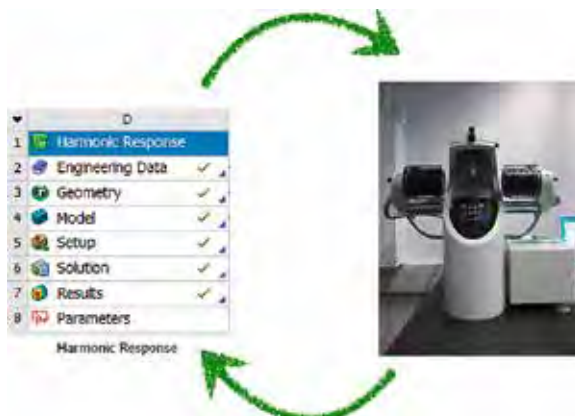 D
1 Harmonic Response
2 Engineering Data
3 Geometry
4 Model
5 Setup
6 Solution
7 Results
8 Parameters
Harmonic Response